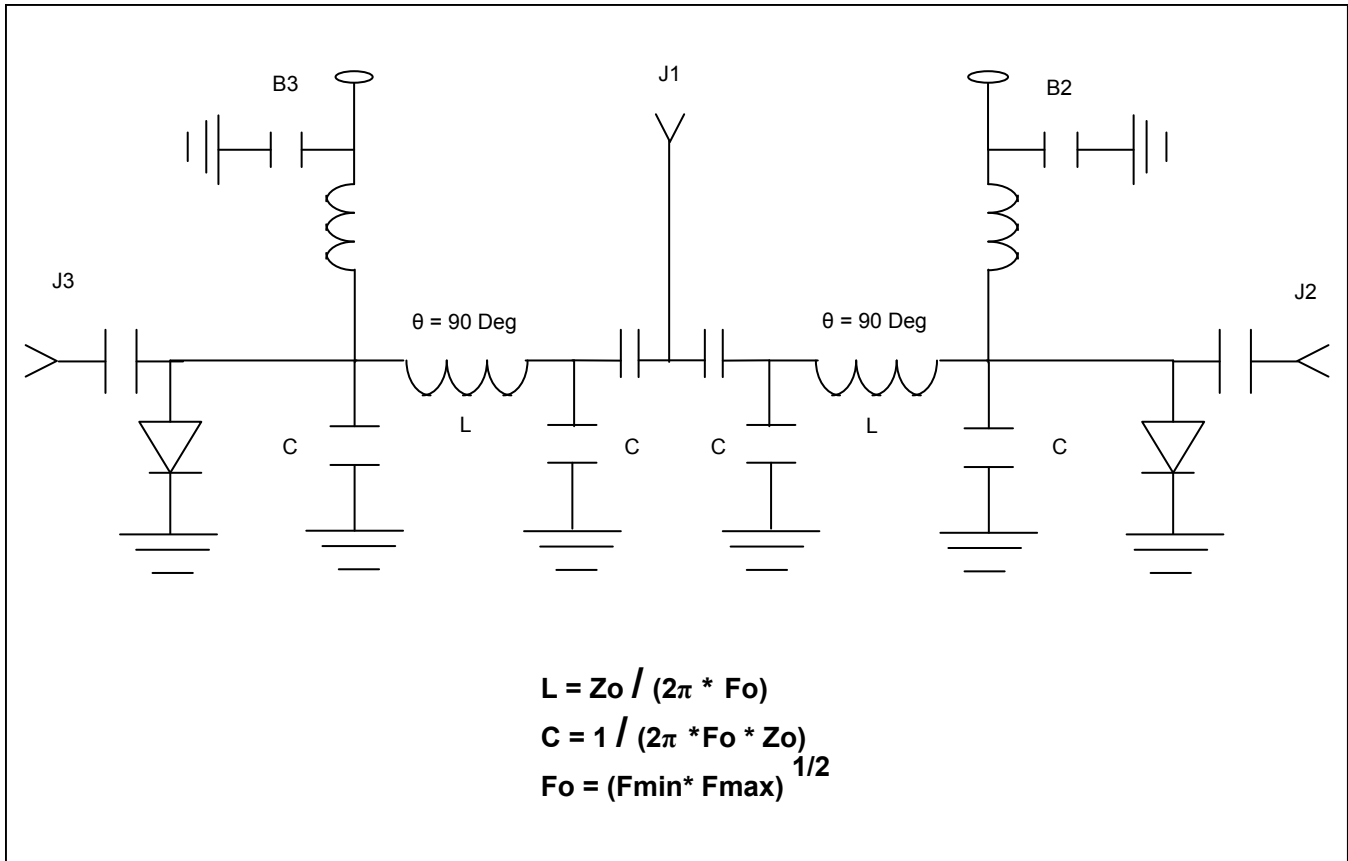 J1
B3
B2
J3
J2
θ = 90 Deg
θ = 90 Deg
L
L
C
C
C
C
L = Zo / (2π * Fo)
C = 1 / (2π *Fo * Zo)
Fo = (Fmin* Fmax) 1/2